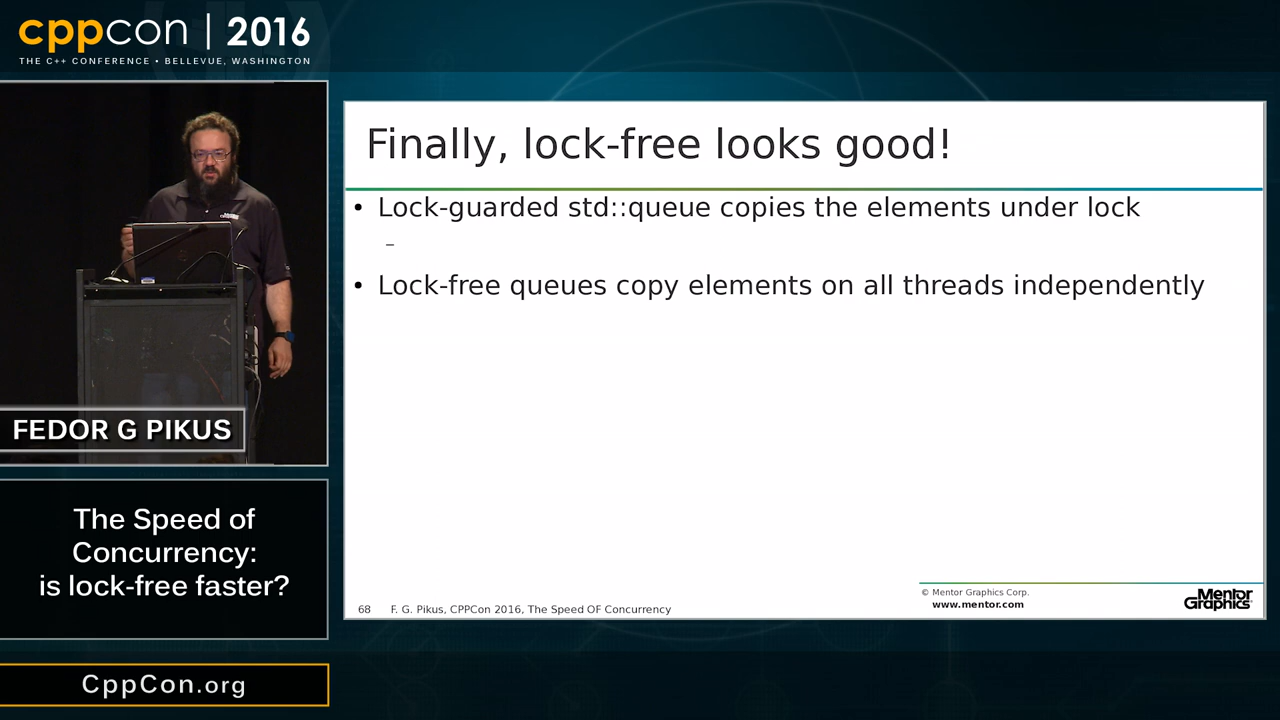 cppcon | 2016
THE C++ CONFERENCE • BELLEVUE, WASHINGTON
FEDOR G PIKUS
The Speed of
Concurrency:
is lock-free faster?
CppCon.org
Finally, lock-free looks good!
• Lock-guarded std::queue copies the elements under lock
–
• Lock-free queues copy elements on all threads independently
68 F. G. Pikus, CPPCon 2016, The Speed OF Concurrency
© Mentor Graphics Corp.
www.mentor.com
Mentor
Graphics